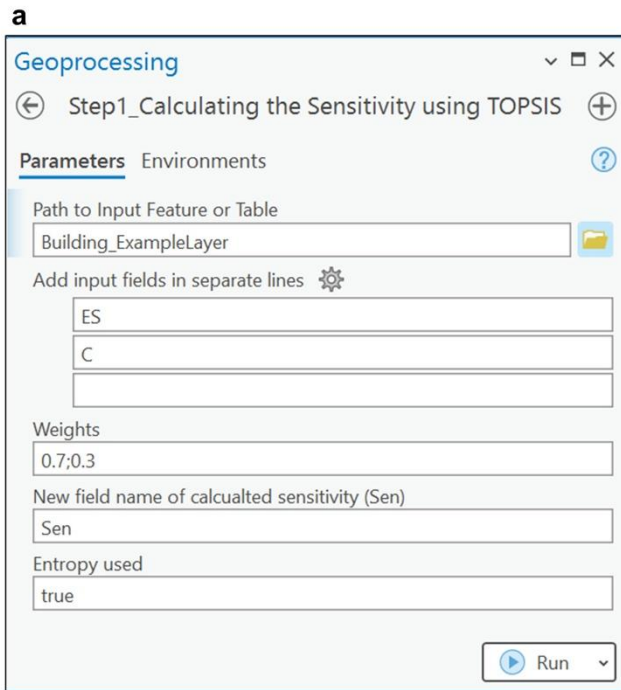 a
Geoprocessing
Step1_Calculating the Sensitivity using TOPSIS
Parameters Environments
Path to Input Feature or Table
Building_ExampleLayer
Add input fields in separate lines
ES
C
Weights
0.7;0.3
New field name of calcualted sensitivity (Sen)
Sen
Entropy used
true
Run